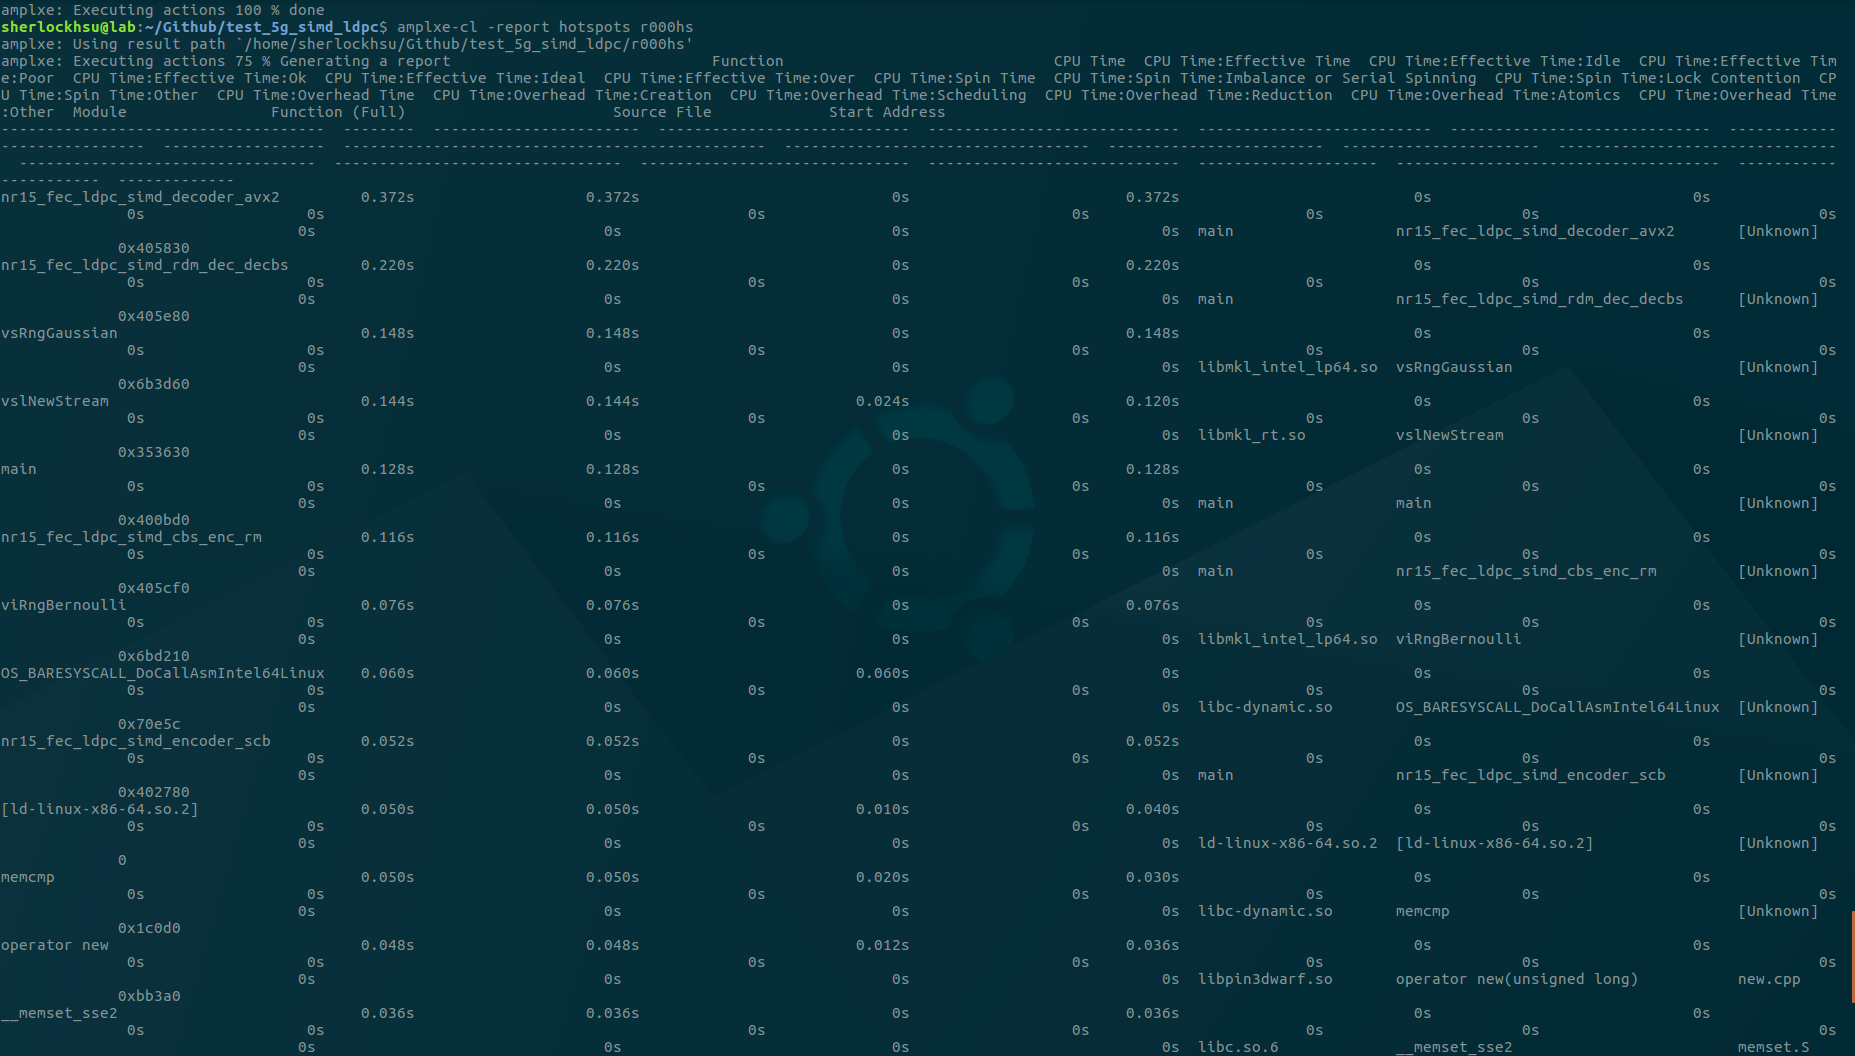 amplxe: Executing actions 100 % done
sherlockhsu@lab:~/Github/test_5g_simd_ldpc$ amplxe-cl -report hotspots r000hs
amplxe: Using result path `/home/sherlockhsu/Github/test_5g_simd_ldpc/r000hs'
amplxe: Executing actions 75 % Generating a report                             Function                              CPU Time  CPU Time:Effective Time  CPU Time:Effective Time:Idle  CPU Time:Effective Tim
e:Poor  CPU Time:Effective Time:Ok  CPU Time:Effective Time:Ideal  CPU Time:Effective Time:Over  CPU Time:Spin Time  CPU Time:Spin Time:Imbalance or Serial Spinning  CPU Time:Spin Time:Lock Contention  CP
U Time:Spin Time:Other  CPU Time:Overhead Time  CPU Time:Overhead Time:Creation  CPU Time:Overhead Time:Scheduling  CPU Time:Overhead Time:Reduction  CPU Time:Overhead Time:Atomics  CPU Time:Overhead Time
:Other  Module                Function (Full)                       Source File             Start Address
------------------------------------  --------  -----------------------  ----------------------------  ----------------------------  --------------------------  -----------------------------  ------------
----------------  ------------------  -----------------------------------------------  ----------------------------------  ------------------------  ----------------------  -------------------------------
  ---------------------------------  --------------------------------  ------------------------------  ----------------------------  --------------------  ------------------------------------  -----------
-----------  -------------
nr15_fec_ldpc_simd_decoder_avx2 0.372s 0.372s 0s 0.372s 0s 0s
0s 0s 0s 0s 0s 0s 0s
0s 0s 0s 0s main nr15_fec_ldpc_simd_decoder_avx2 [Unknown]
0x405830
nr15_fec_ldpc_simd_rdm_dec_decbs 0.220s 0.220s 0s 0.220s 0s 0s
0s 0s 0s 0s 0s 0s 0s
0s 0s 0s 0s main nr15_fec_ldpc_simd_rdm_dec_decbs [Unknown]
0x405e80
vsRngGaussian 0.148s 0.148s 0s 0.148s 0s 0s
0s 0s 0s 0s 0s 0s 0s
0s 0s 0s 0s libmkl_intel_lp64.so vsRngGaussian [Unknown]
0x6b3d60
vslNewStream 0.144s 0.144s 0.024s 0.120s 0s 0s
0s 0s 0s 0s 0s 0s 0s
0s 0s 0s 0s libmkl_rt.so vslNewStream [Unknown]
0x353630
main 0.128s 0.128s 0s 0.128s 0s 0s
0s 0s 0s 0s 0s 0s 0s
0s 0s 0s 0s main main [Unknown]
0x400bd0
nr15_fec_ldpc_simd_cbs_enc_rm 0.116s 0.116s 0s 0.116s 0s 0s
0s 0s 0s 0s 0s 0s 0s
0s 0s 0s 0s main nr15_fec_ldpc_simd_cbs_enc_rm [Unknown]
0x405cf0
viRngBernoulli 0.076s 0.076s 0s 0.076s 0s 0s
0s 0s 0s 0s 0s 0s 0s
0s 0s 0s 0s libmkl_intel_lp64.so viRngBernoulli [Unknown]
0x6bd210
OS_BARESYSCALL_DoCallAsmIntel64Linux 0.060s 0.060s 0.060s 0s 0s 0s
0s 0s 0s 0s 0s 0s 0s
0s 0s 0s 0s libc-dynamic.so OS_BARESYSCALL_DoCallAsmIntel64Linux [Unknown]
0x70e5c
nr15_fec_ldpc_simd_encoder_scb 0.052s 0.052s 0s 0.052s 0s 0s
0s 0s 0s 0s 0s 0s 0s
0s 0s 0s 0s main nr15_fec_ldpc_simd_encoder_scb [Unknown]
0x402780
[ld-linux-x86-64.so.2] 0.050s 0.050s 0.010s 0.040s 0s 0s
0s 0s 0s 0s 0s 0s 0s
0s 0s 0s 0s ld-linux-x86-64.so.2 [ld-linux-x86-64.so.2] [Unknown]
0
memcmp 0.050s 0.050s 0.020s 0.030s 0s 0s
0s 0s 0s 0s 0s 0s 0s
0s 0s 0s 0s libc-dynamic.so memcmp [Unknown]
0x1c0d0
operator new 0.048s 0.048s 0.012s 0.036s 0s 0s
0s 0s 0s 0s 0s 0s 0s
0s 0s 0s 0s libpin3dwarf.so operator new(unsigned long) new.cpp
0xbb3a0
__memset_sse2 0.036s 0.036s 0s 0.036s 0s 0s
0s 0s 0s 0s 0s 0s 0s
0s 0s 0s 0s libc.so.6 __memset_sse2 memset.S